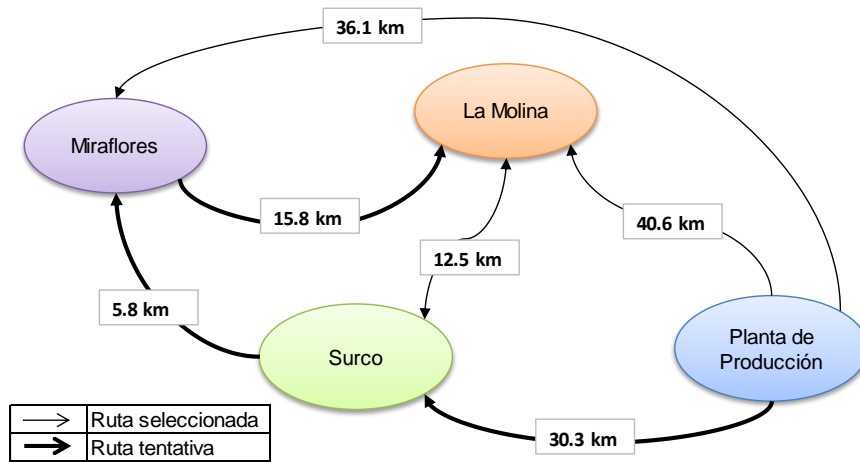 36.1 km
La Molina
Miraflores
15.8 km
40.6 km
12.5 km
5.8 km
Surco
Planta de
Producción
Ruta seleccionada
Ruta tentativa
30.3 km